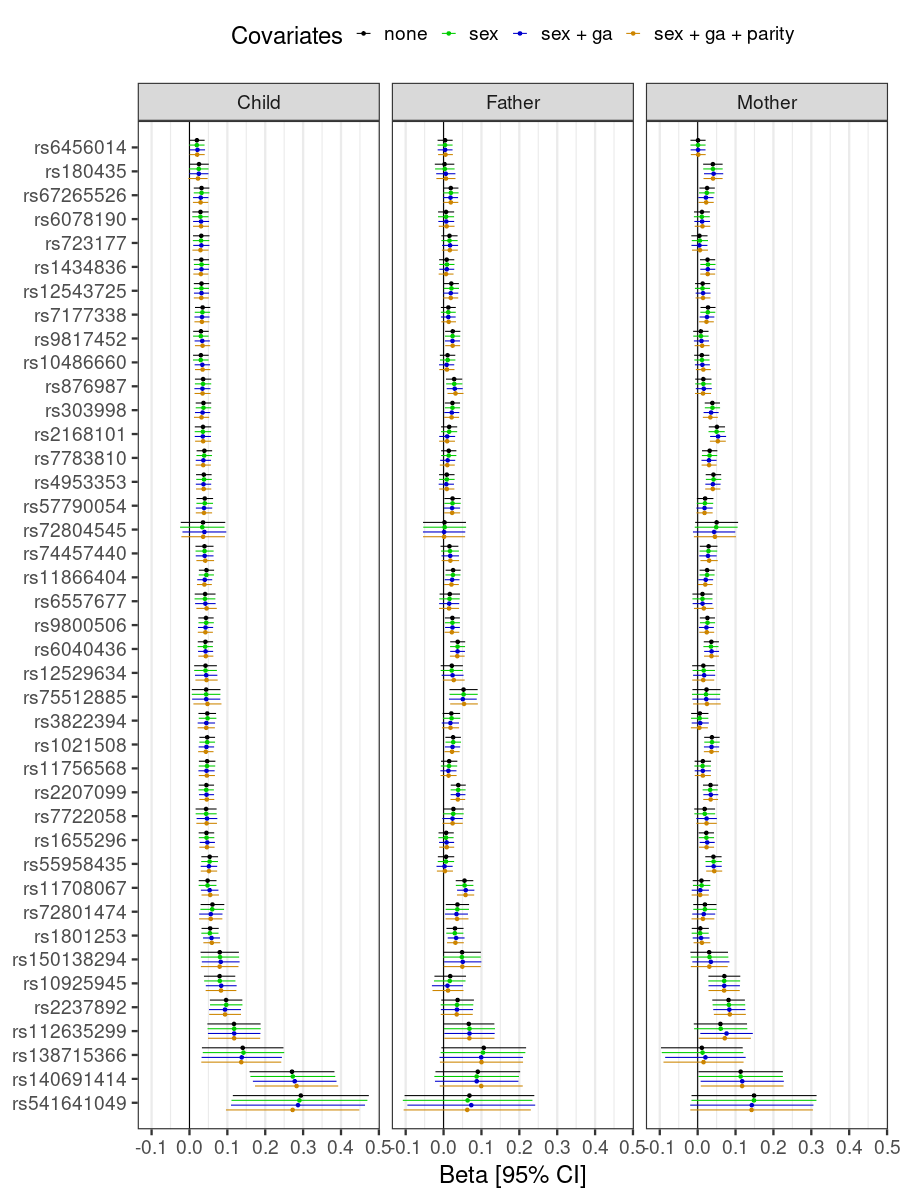 Covariates none sex sex + ga sex + ga + parity
Child Father Mother
rs6456014
rs180435
rs67265526
rs6078190
rs723177
rs1434836
rs12543725
rs7177338
rs9817452
rs10486660
rs876987
rs303998
rs2168101
rs7783810
rs4953353
rs57790054
rs72804545
rs74457440
rs11866404
rs6557677
rs9800506
rs6040436
rs12529634
rs75512885
rs3822394
rs1021508
rs11756568
rs2207099
rs7722058
rs1655296
rs55958435
rs11708067
rs72801474
rs1801253
rs150138294
rs10925945
rs2237892
rs112635299
rs138715366
rs140691414
rs541641049
-0.1 0.0 0.1 0.2 0.3 0.4 0.5 -0.1 0.0 0.1 0.2 0.3 0.4 0.5 -0.1 0.0 0.1 0.2 0.3 0.4 0.5
Beta [95% CI]